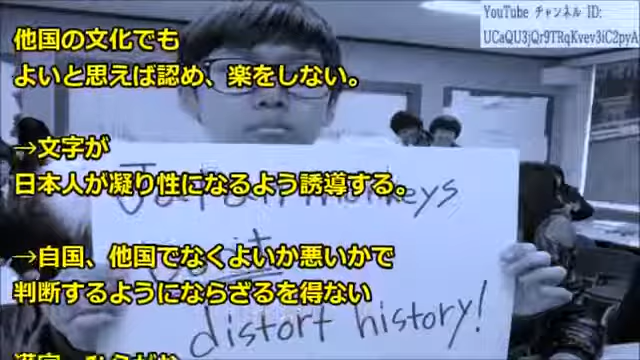 YouTube チャンネル ID:
UCaQU3jQr9TRqKvev3iC2pyA
他国の文化でも
よいと思えば認め、楽をしない。
→文字が
日本人が凝り性になるよう誘導する。
→自国、他国でなくよいか悪いかで
判断するようにならざるを得ない
distort history!